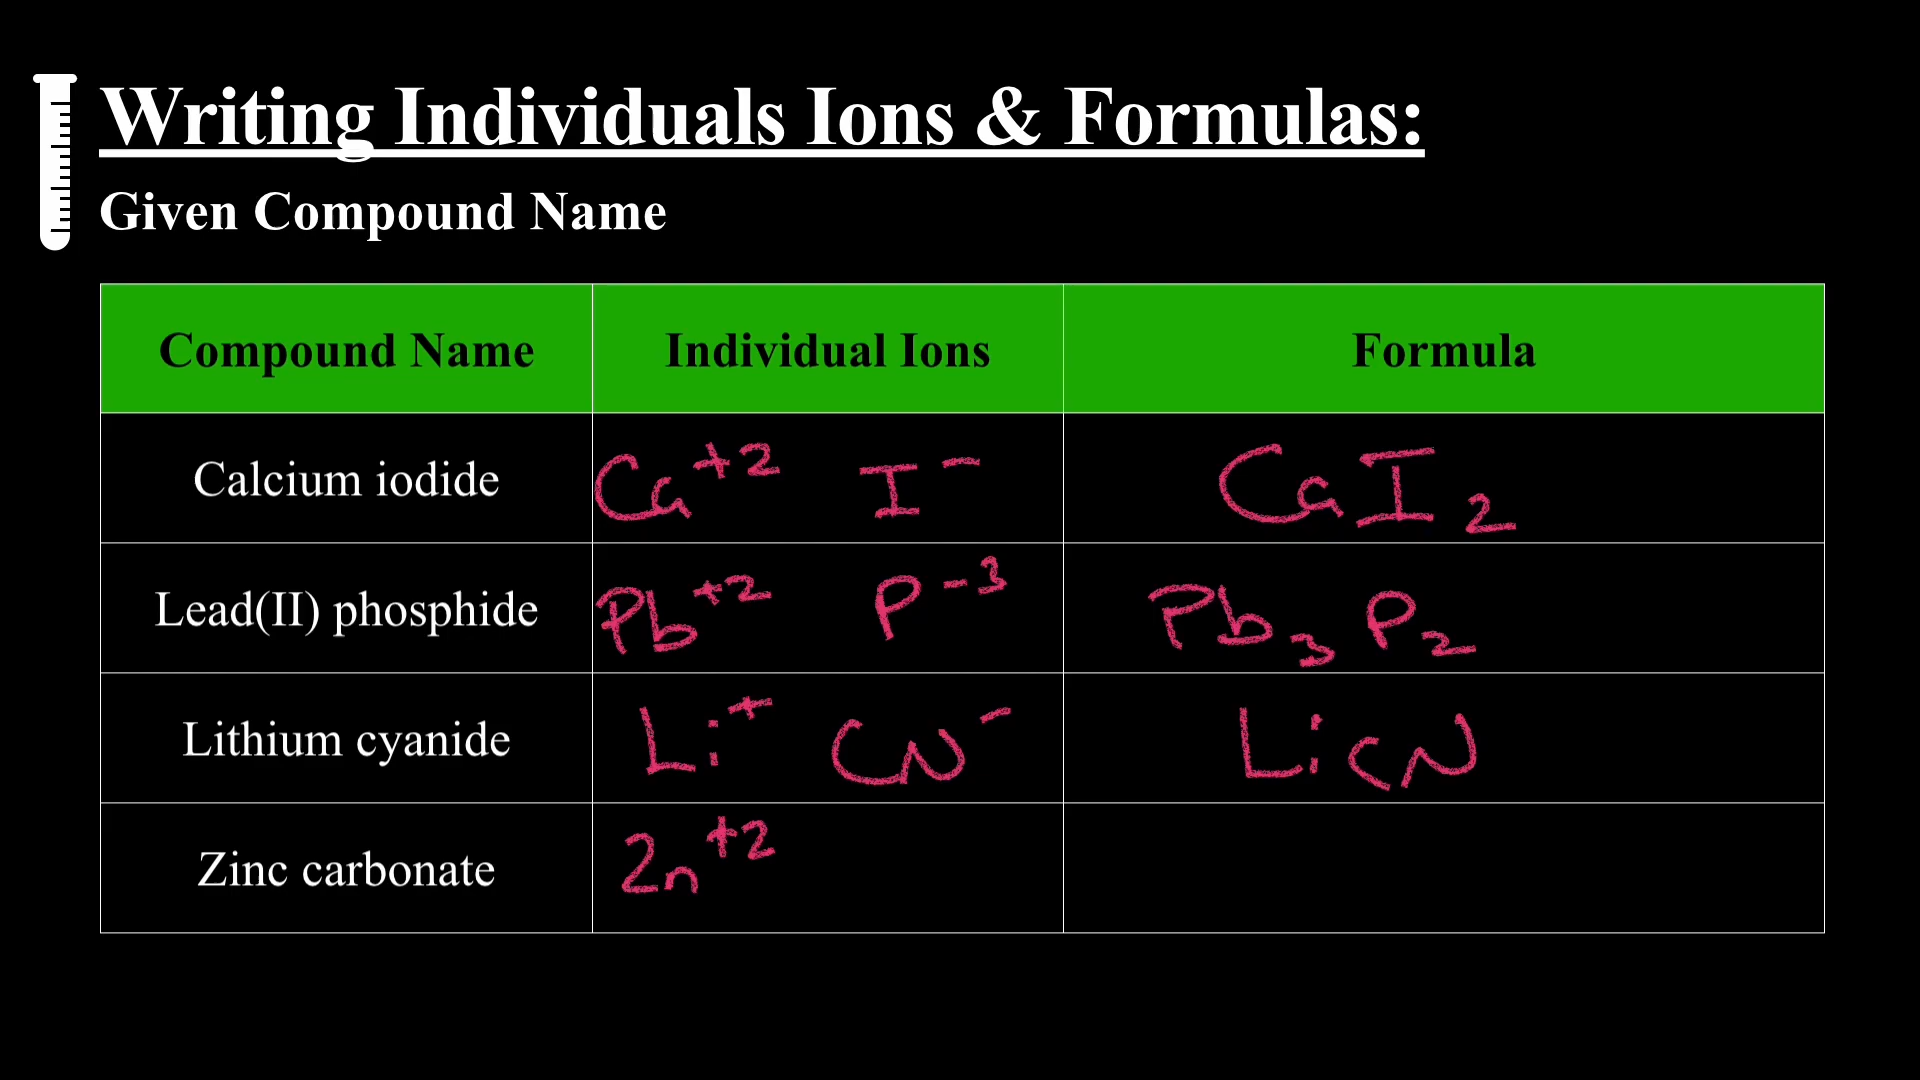 Writing Individuals Ions & Formulas:
Given Compound Name
Compound Name Individual Ions Formula
Calcium iodide Ca⁺² I⁻ CaI₂
Lead(II) phosphide Pb⁺² P⁻³ Pb₃P₂
Lithium cyanide Li⁺ CN⁻ LiCN
Zinc carbonate Zn⁺²